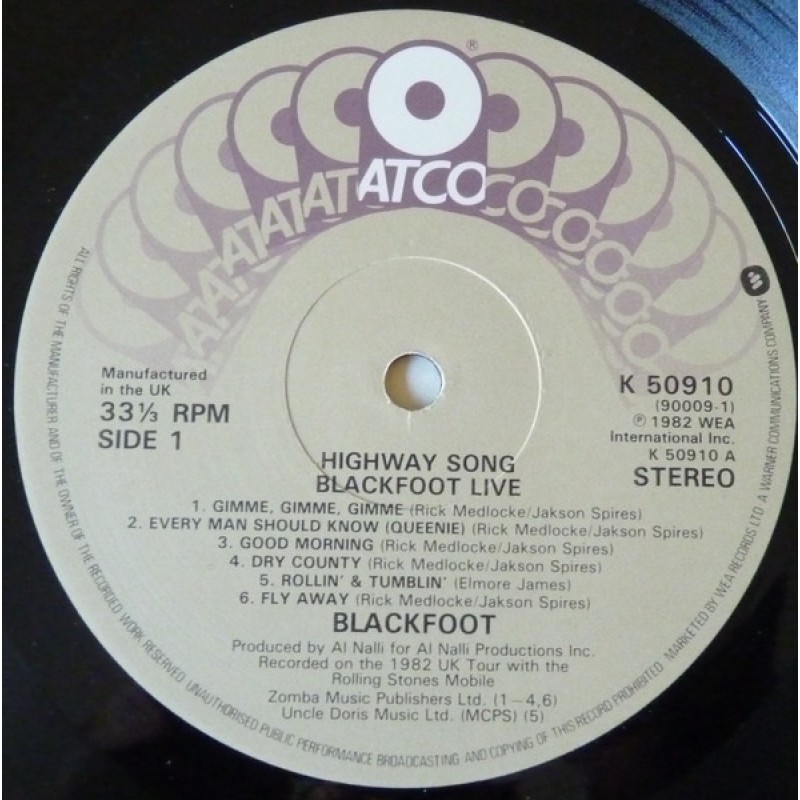 ®
ATCO
Manufactured
in the UK
33⅓ RPM
SIDE 1
K 50910
(90009-1)
℗ 1982 WEA
International Inc.
K 50910 A
STEREO
HIGHWAY SONG
BLACKFOOT LIVE
1. GIMME, GIMME, GIMME (Rick Medlocke/Jakson Spires)
2. EVERY MAN SHOULD KNOW (QUEENIE) (Rick Medlocke/Jakson Spires)
3. GOOD MORNING (Rick Medlocke/Jakson Spires)
4. DRY COUNTY (Rick Medlocke/Jakson Spires)
5. ROLLIN' & TUMBLIN' (Elmore James)
6. FLY AWAY (Rick Medlocke/Jakson Spires)
BLACKFOOT
Produced by Al Nalli for Al Nalli Productions Inc.
Recorded on the 1982 UK Tour with the
Rolling Stones Mobile
Zomba Music Publishers Ltd. (1–4,6)
Uncle Doris Music Ltd. (MCPS) (5)
ALL RIGHTS OF THE MANUFACTURER AND OF THE OWNER OF THE RECORDED WORK RESERVED. UNAUTHORISED PUBLIC PERFORMANCE BROADCASTING AND COPYING OF THIS RECORD PROHIBITED. MARKETED BY WEA RECORDS LTD. A WARNER COMMUNICATIONS COMPANY